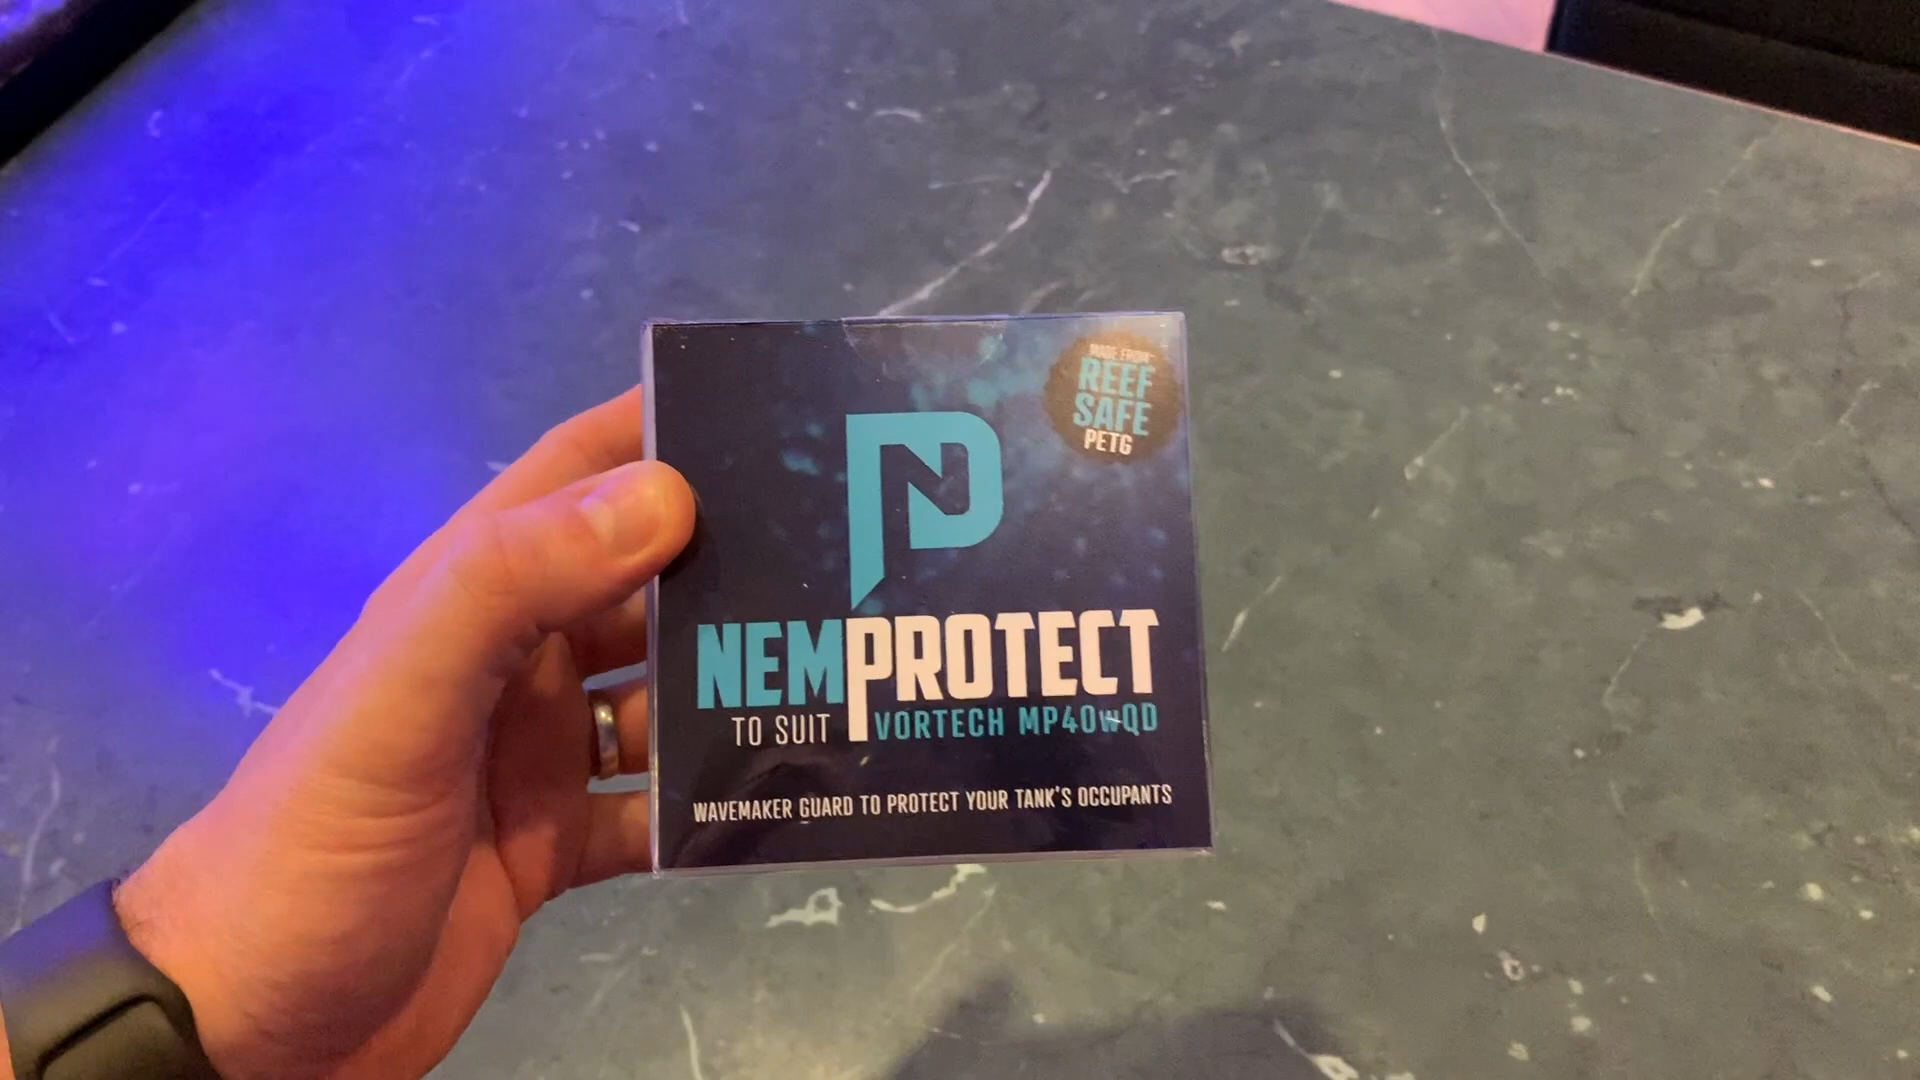 MADE FROM
REEF
SAFE
PETG
NEMPROTECT
TO SUIT VORTECH MP40wQD
WAVEMAKER GUARD TO PROTECT YOUR TANK'S OCCUPANTS